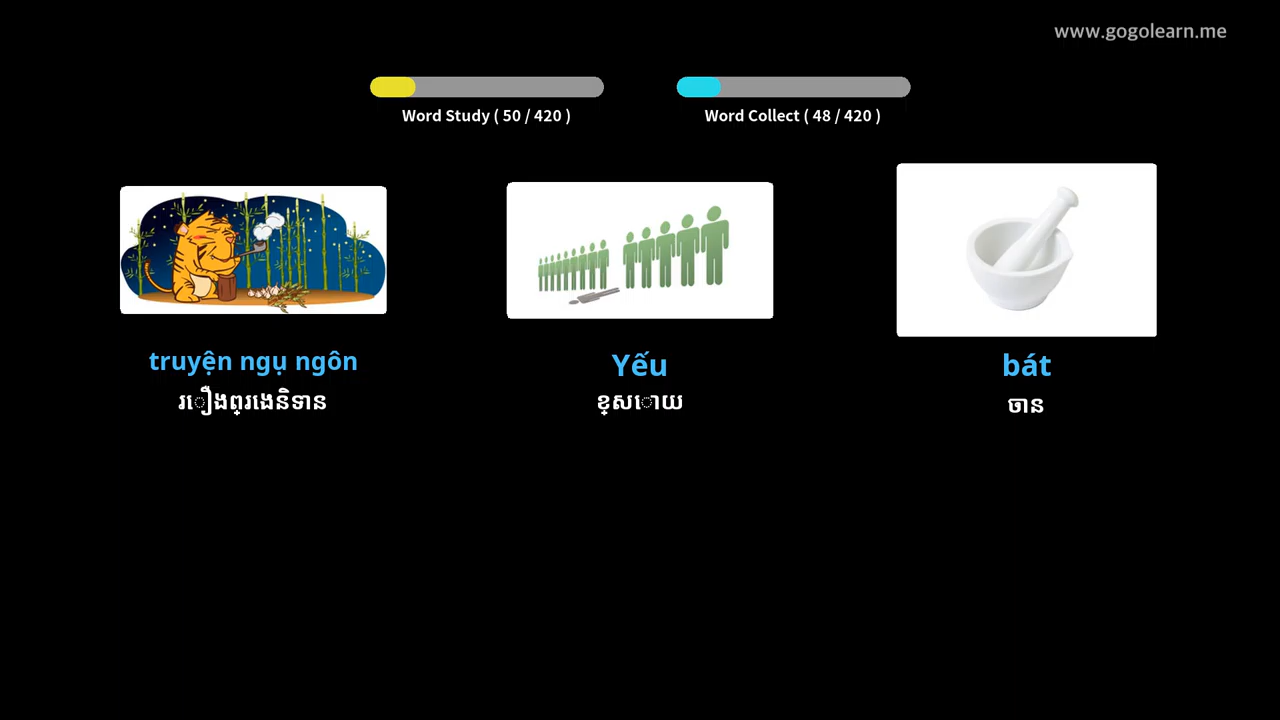 www.gogolearn.me
Word Study ( 50 / 420 )
Word Collect ( 48 / 420 )
truyện ngụ ngôn
រឿងព្រេងនិទាន
Yếu
ខ្សោយ
bát
ចាន